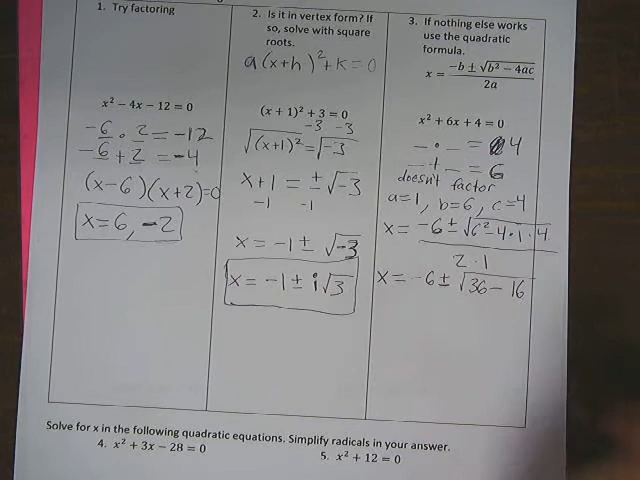 1. Try factoring
x² − 4x − 12 = 0
-6 · 2 = -12
-6 + 2 = -4
(x-6)(x+2)=0
x = 6, -2
2. Is it in vertex form? If
so, solve with square
roots.
a(x+h)²+k=0
(x + 1)² + 3 = 0
-3 -3
√(x+1)² = √-3
x+1 = ±√-3
-1 -1
x = -1 ± √-3
x = -1 ± i√3
3. If nothing else works
use the quadratic
formula.
x = (−b ± √(b² − 4ac)) / 2a
x² + 6x + 4 = 0
_ · _ = 4
_ + _ = 6
doesn't factor
a=1, b=6, c=4
x = (-6 ± √(6² - 4·1·4)) / 2·1
x = -6 ± √(36 - 16)
Solve for x in the following quadratic equations. Simplify radicals in your answer.
4. x² + 3x − 28 = 0
5. x² + 12 = 0